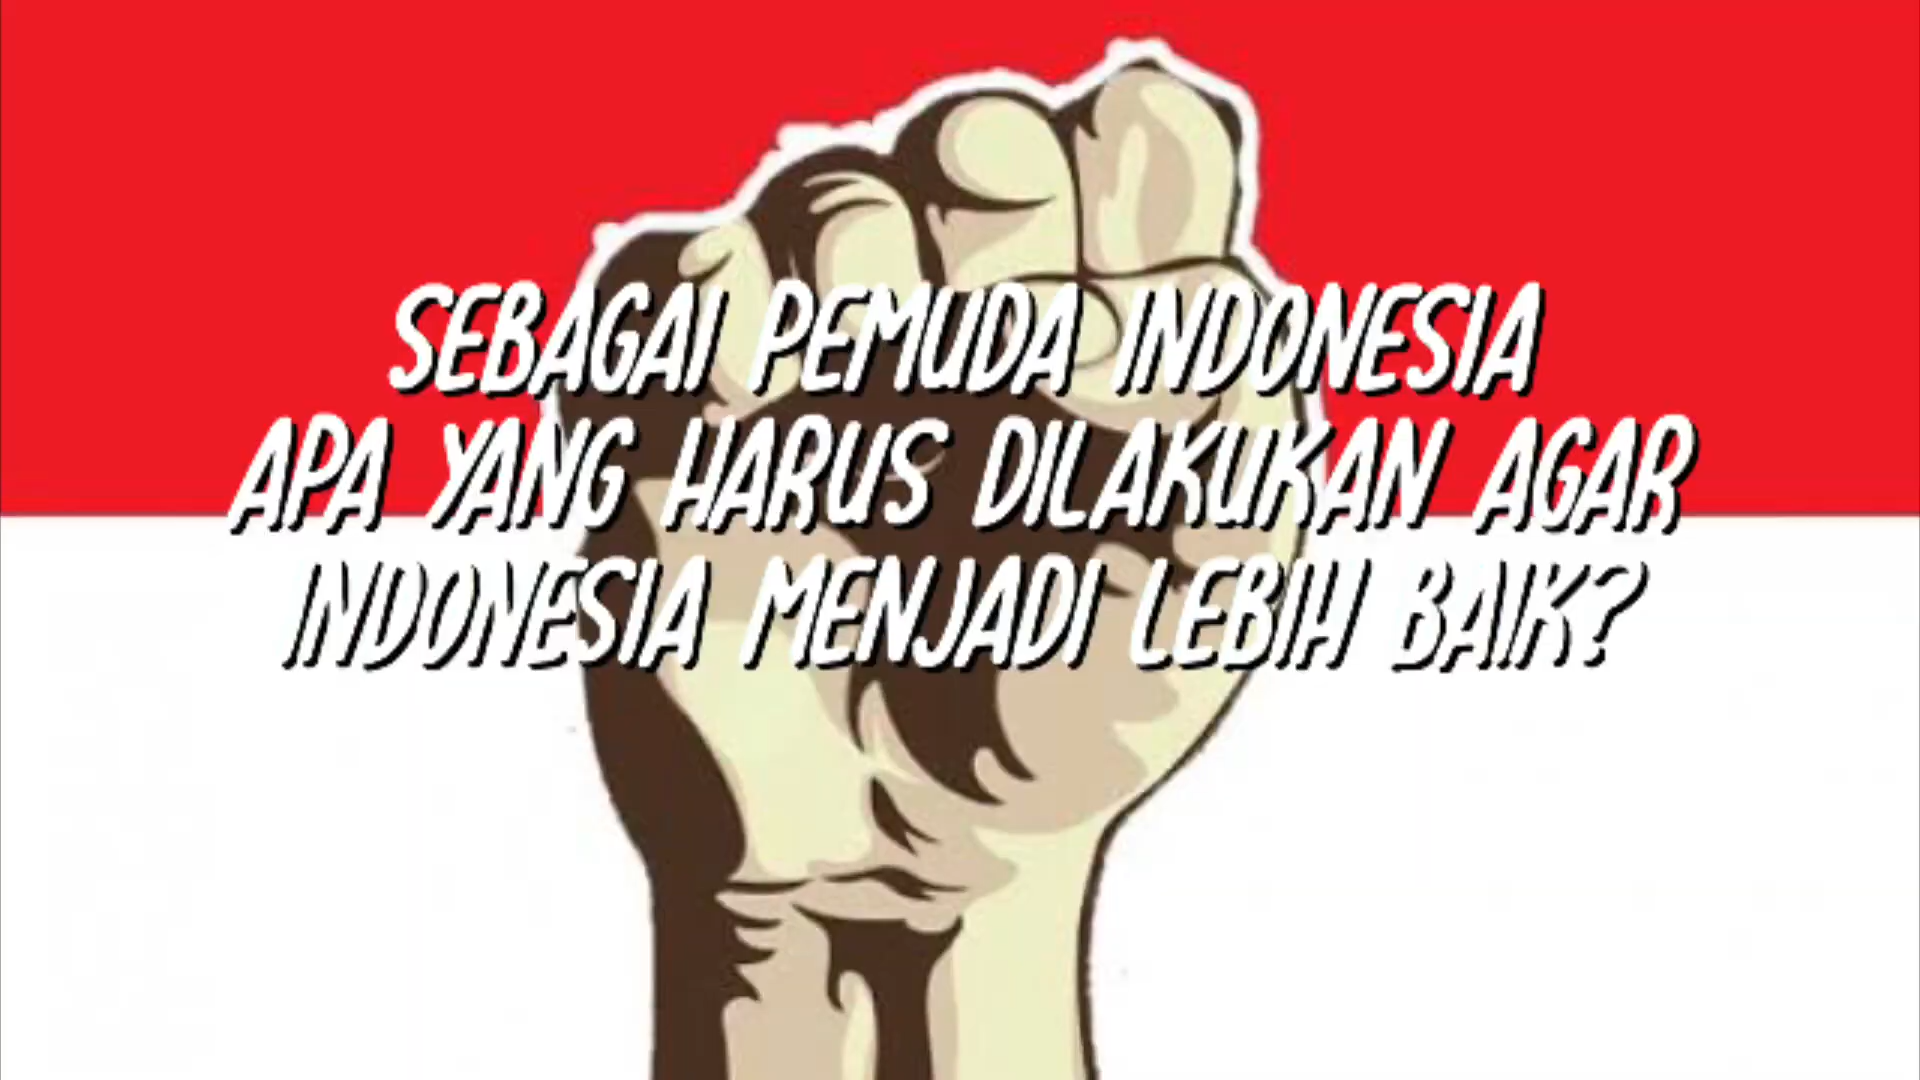 SEBAGAI PEMUDA INDONESIA
APA YANG HARUS DILAKUKAN AGAR
INDONESIA MENJADI LEBIH BAIK?